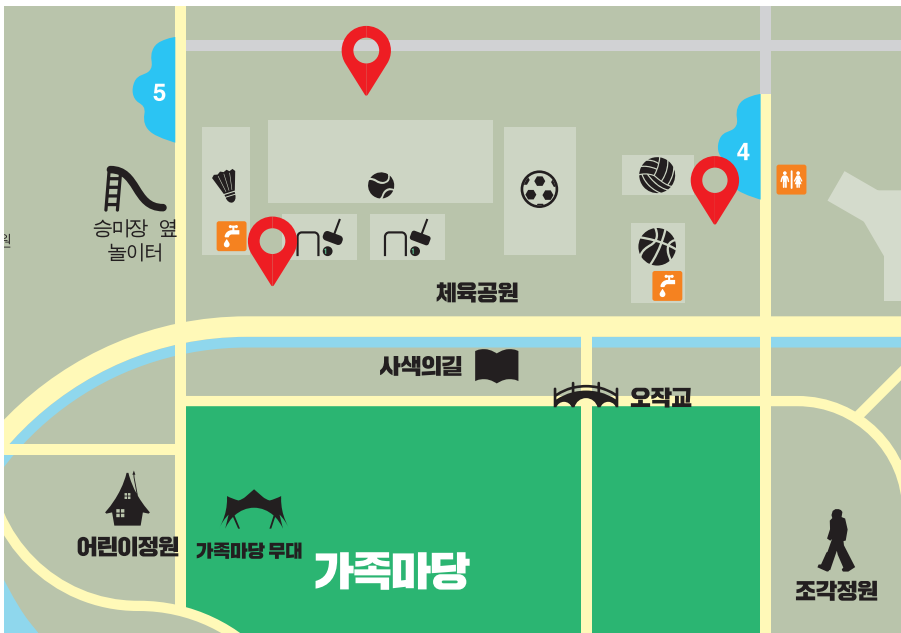 5
4
승마장 옆
놀이터
원
체육공원
사색의길
오작교
어린이정원
가족마당 무대
가족마당
조각정원